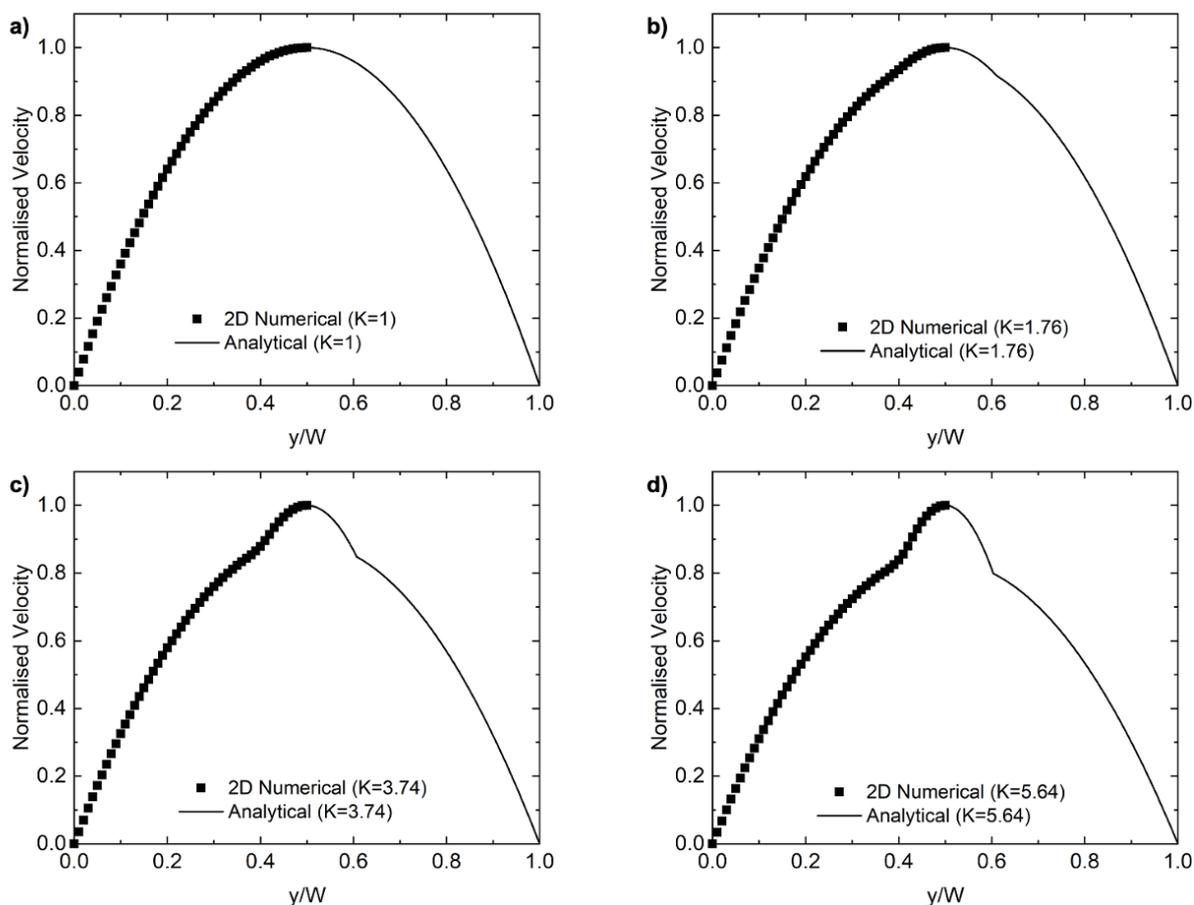 a)
1.0
0.8
0.6
0.4
0.2
0.0
Normalised Velocity
2D Numerical (K=1)
Analytical (K=1)
0.0 0.2 0.4 0.6 0.8 1.0
y/W
b)
1.0
0.8
0.6
0.4
0.2
0.0
Normalised Velocity
2D Numerical (K=1.76)
Analytical (K=1.76)
0.0 0.2 0.4 0.6 0.8 1.0
y/W
c)
1.0
0.8
0.6
0.4
0.2
0.0
Normalised Velocity
2D Numerical (K=3.74)
Analytical (K=3.74)
0.0 0.2 0.4 0.6 0.8 1.0
y/W
d)
1.0
0.8
0.6
0.4
0.2
0.0
Normalised Velocity
2D Numerical (K=5.64)
Analytical (K=5.64)
0.0 0.2 0.4 0.6 0.8 1.0
y/W